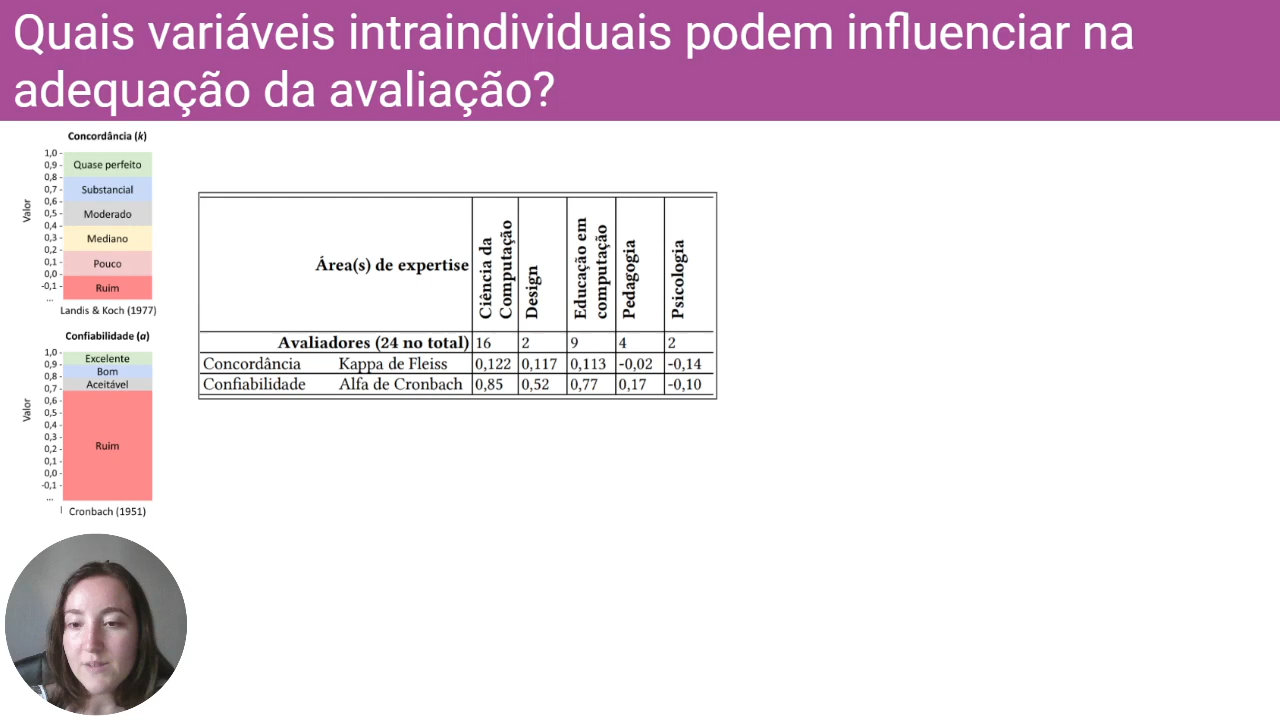 Quais variáveis intraindividuais podem influenciar na
adequação da avaliação?
Concordância (k)
Valor
1,0 -
0,9 -
0,8 -
0,7 -
0,6 -
0,5 -
0,4 -
0,3 -
0,2 -
0,1 -
0,0 -
-0,1 -
...
Quase perfeito
Substancial
Moderado
Mediano
Pouco
Ruim
Landis & Koch (1977)
Confiabilidade (a)
Valor
1,0 -
0,9 -
0,8 -
0,7 -
0,6 -
0,5 -
0,4 -
0,3 -
0,2 -
0,1 -
0,0 -
-0,1 -
...
Excelente
Bom
Aceitável
Ruim
Cronbach (1951)
Área(s) de expertise
Ciência da
Computação
Design
Educação em
computação
Pedagogia
Psicologia
Avaliadores (24 no total) 16 2 9 4 2
Concordância Kappa de Fleiss 0,122 0,117 0,113 -0,02 -0,14
Confiabilidade Alfa de Cronbach 0,85 0,52 0,77 0,17 -0,10